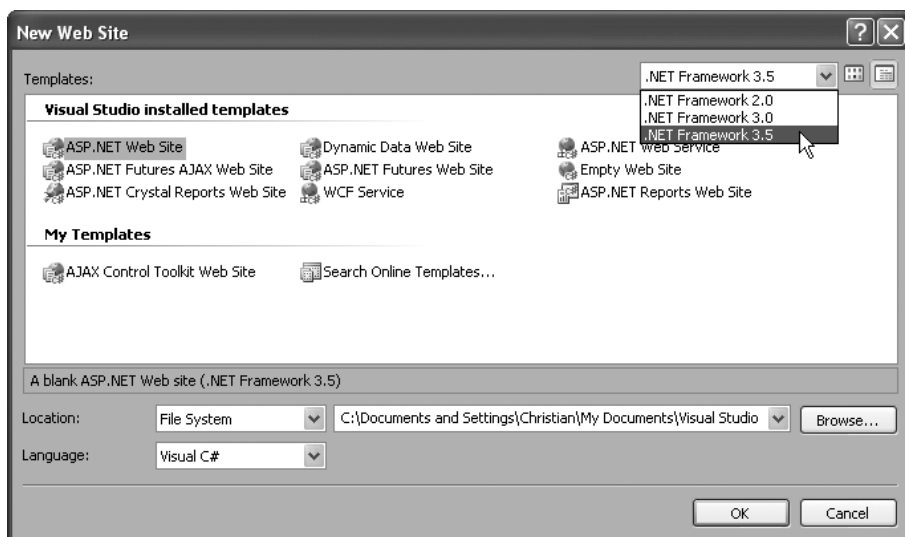 New Web Site
Templates:
.NET Framework 3.5
.NET Framework 2.0
.NET Framework 3.0
.NET Framework 3.5
Visual Studio installed templates
ASP.NET Web Site
Dynamic Data Web Site
ASP.NET Web Service
ASP.NET Futures AJAX Web Site
ASP.NET Futures Web Site
Empty Web Site
ASP.NET Crystal Reports Web Site
WCF Service
ASP.NET Reports Web Site
My Templates
AJAX Control Toolkit Web Site
Search Online Templates...
A blank ASP.NET Web site (.NET Framework 3.5)
Location:
File System
C:\Documents and Settings\Christian\My Documents\Visual Studio
Browse...
Language:
Visual C#
OK
Cancel